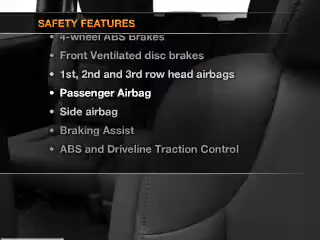 SAFETY FEATURES
• 4-wheel ABS Brakes
• Front Ventilated disc brakes
• 1st, 2nd and 3rd row head airbags
• Passenger Airbag
• Side airbag
• Braking Assist
• ABS and Driveline Traction Control